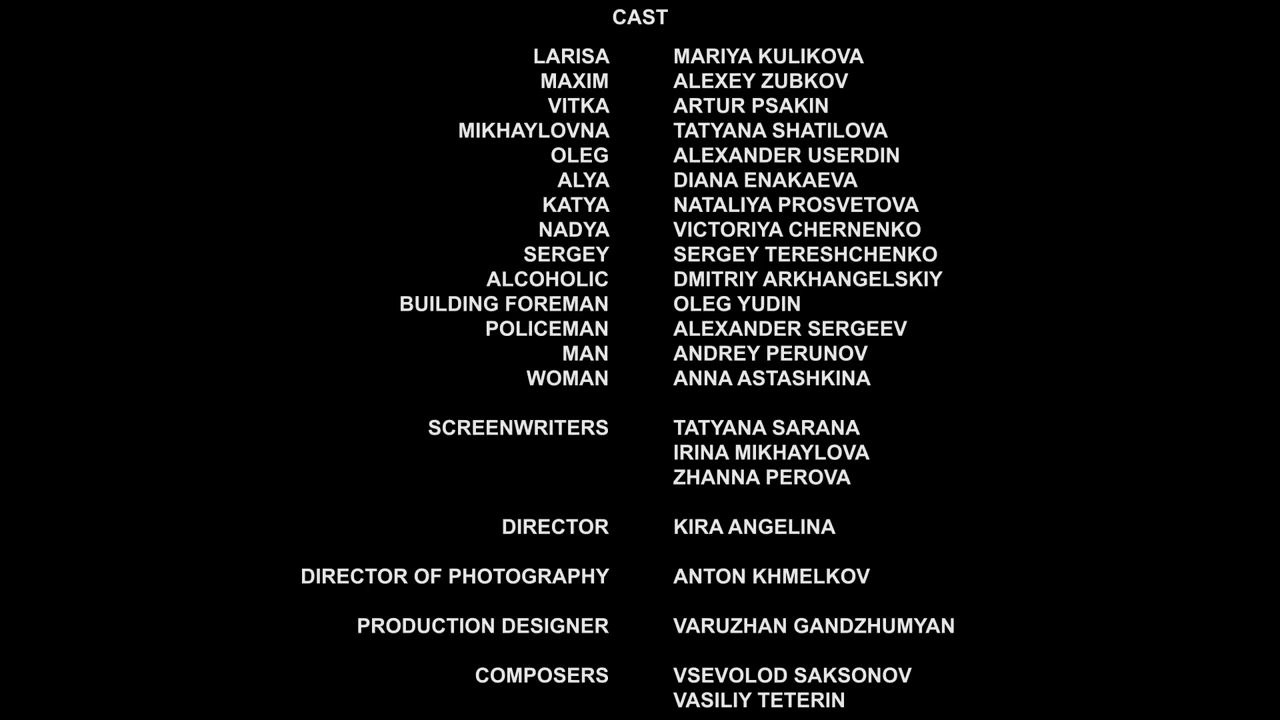 CAST
LARISA MARIYA KULIKOVA
MAXIM ALEXEY ZUBKOV
VITKA ARTUR PSAKIN
MIKHAYLOVNA TATYANA SHATILOVA
OLEG ALEXANDER USERDIN
ALYA DIANA ENAKAEVA
KATYA NATALIYA PROSVETOVA
NADYA VICTORIYA CHERNENKO
SERGEY SERGEY TERESHCHENKO
ALCOHOLIC DMITRIY ARKHANGELSKIY
BUILDING FOREMAN OLEG YUDIN
POLICEMAN ALEXANDER SERGEEV
MAN ANDREY PERUNOV
WOMAN ANNA ASTASHKINA
SCREENWRITERS TATYANA SARANA
IRINA MIKHAYLOVA
ZHANNA PEROVA
DIRECTOR KIRA ANGELINA
DIRECTOR OF PHOTOGRAPHY ANTON KHMELKOV
PRODUCTION DESIGNER VARUZHAN GANDZHUMYAN
COMPOSERS VSEVOLOD SAKSONOV
VASILIY TETERIN